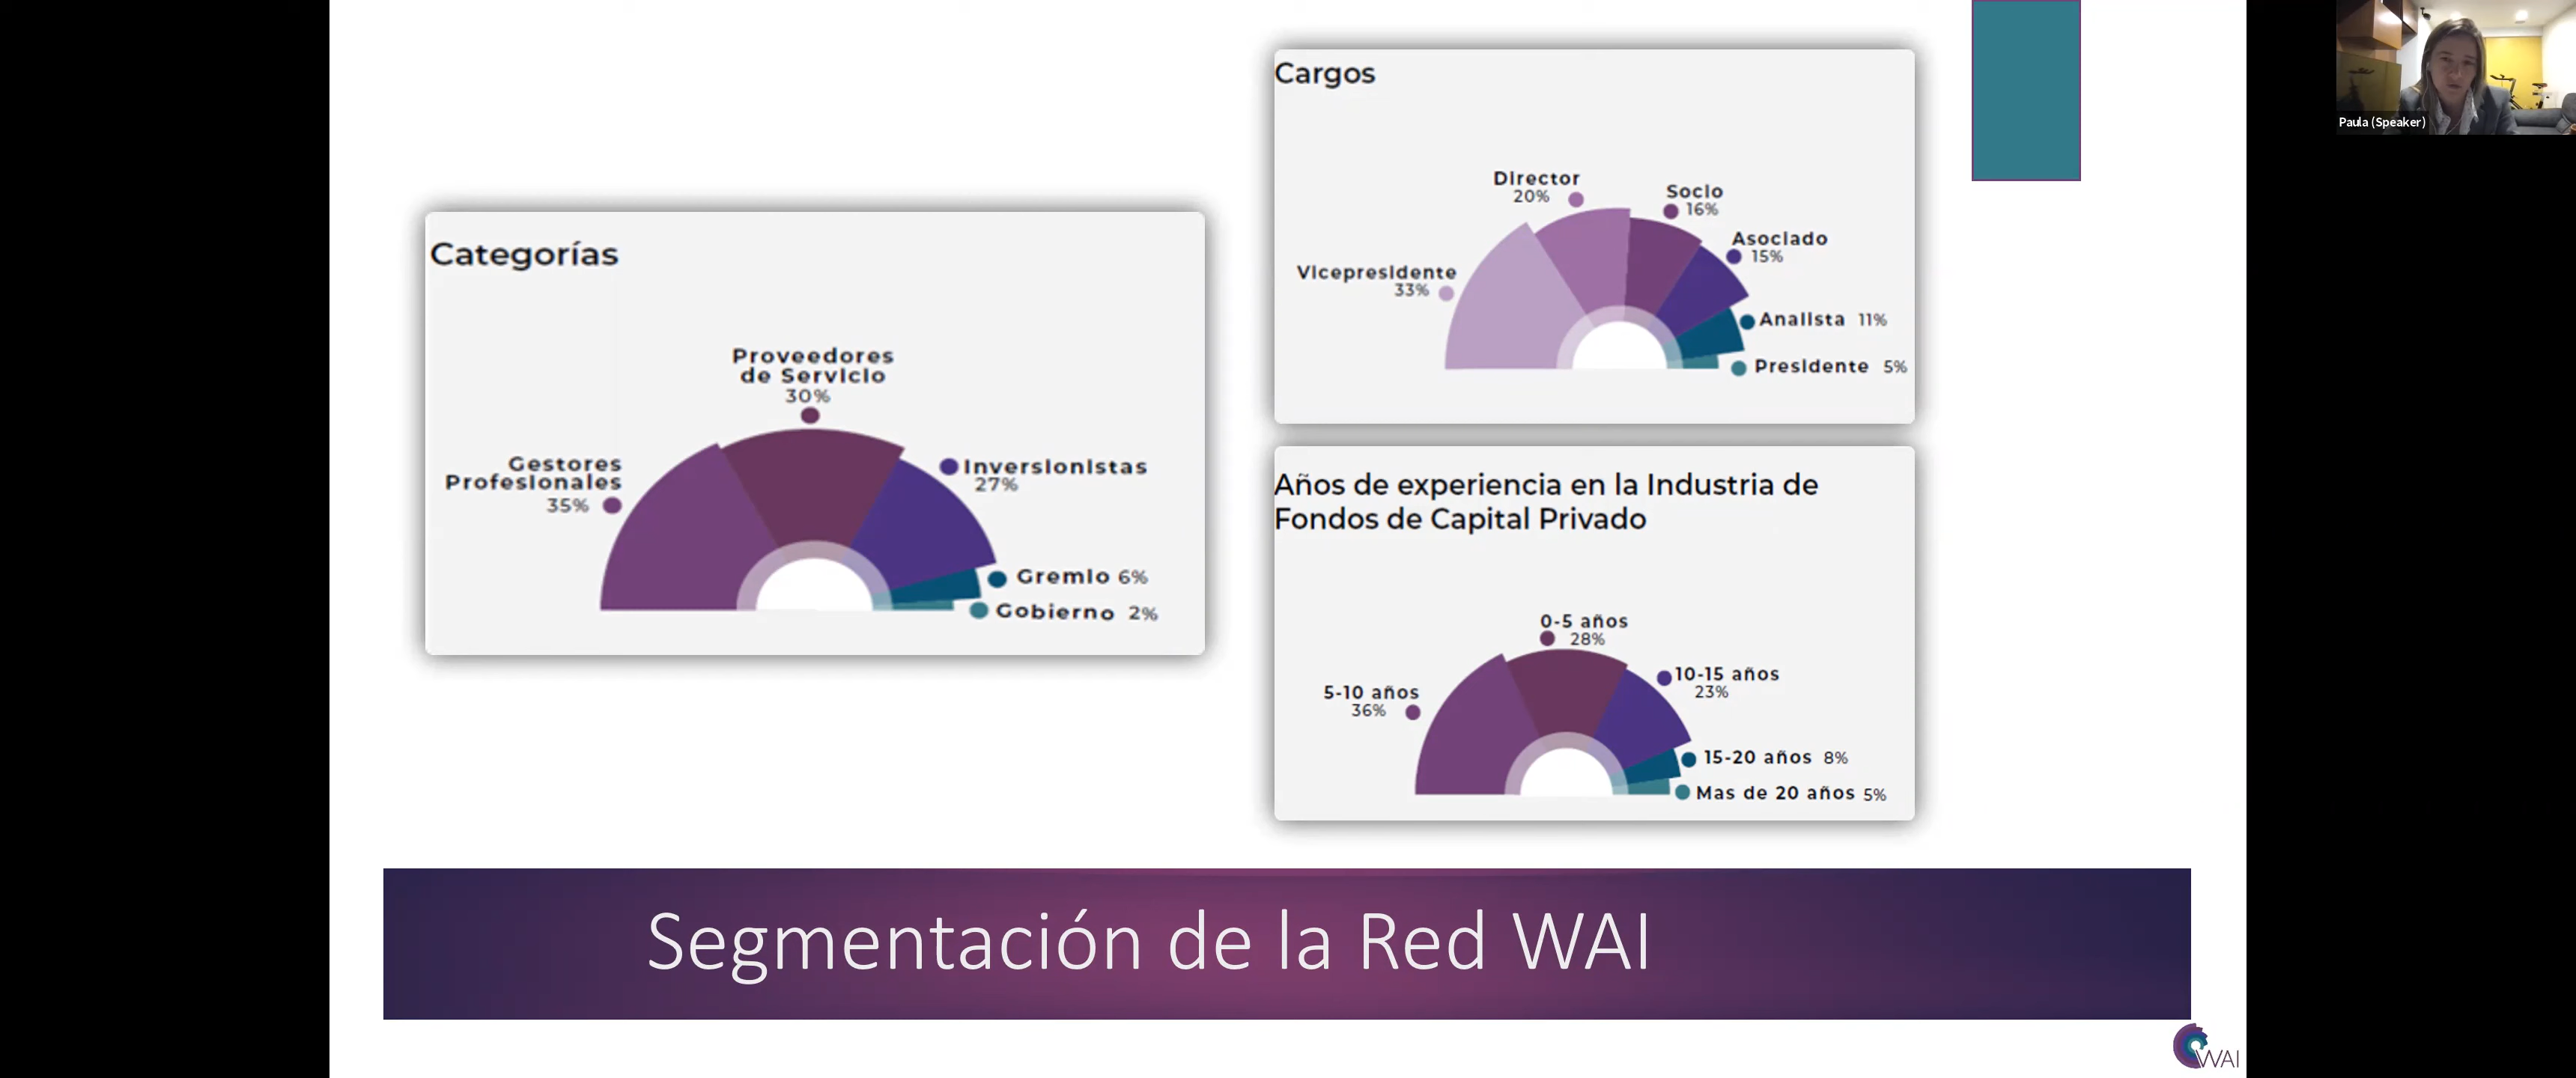 Categorías
Proveedores
de Servicio
30%
Gestores
Profesionales
35%
Inversionistas
27%
Gremio 6%
Gobierno 2%
Cargos
Director
20%
Socio
16%
Asociado
15%
Vicepresidente
33%
Analista 11%
Presidente 5%
Años de experiencia en la Industria de
Fondos de Capital Privado
0-5 años
28%
10-15 años
23%
5-10 años
36%
15-20 años 8%
Mas de 20 años 5%
Segmentación de la Red WAI
WAI
Paula (Speaker)